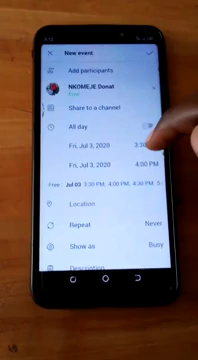 New event
Add participants
NKOMEJE Donat
Free
Share to a channel
All day
Fri, Jul 3, 2020 3:30
Fri, Jul 3, 2020 4:00 PM
Free Jul 03 3:30 PM, 4:00 PM, 4:30 PM,
Location
Repeat Never
Show as Busy
Description